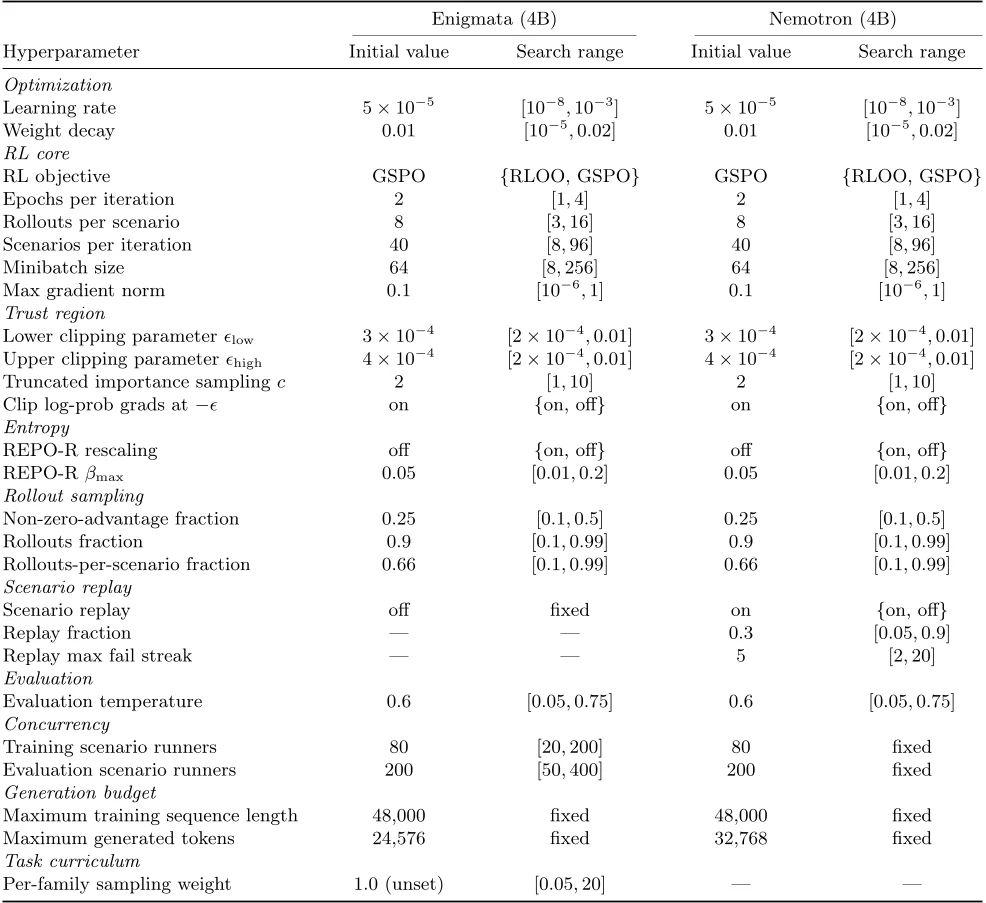 Enigmata (4B) Nemotron (4B)
Hyperparameter Initial value Search range Initial value Search range
Optimization
Learning rate 5 × 10⁻⁵ [10⁻⁸, 10⁻³] 5 × 10⁻⁵ [10⁻⁸, 10⁻³]
Weight decay 0.01 [10⁻⁵, 0.02] 0.01 [10⁻⁵, 0.02]
RL core
RL objective GSPO {RLOO, GSPO} GSPO {RLOO, GSPO}
Epochs per iteration 2 [1, 4] 2 [1, 4]
Rollouts per scenario 8 [3, 16] 8 [3, 16]
Scenarios per iteration 40 [8, 96] 40 [8, 96]
Minibatch size 64 [8, 256] 64 [8, 256]
Max gradient norm 0.1 [10⁻⁶, 1] 0.1 [10⁻⁶, 1]
Trust region
Lower clipping parameter ϵlow 3 × 10⁻⁴ [2 × 10⁻⁴, 0.01] 3 × 10⁻⁴ [2 × 10⁻⁴, 0.01]
Upper clipping parameter ϵhigh 4 × 10⁻⁴ [2 × 10⁻⁴, 0.01] 4 × 10⁻⁴ [2 × 10⁻⁴, 0.01]
Truncated importance sampling c 2 [1, 10] 2 [1, 10]
Clip log-prob grads at −ϵ on {on, off} on {on, off}
Entropy
REPO-R rescaling off {on, off} off {on, off}
REPO-R βmax 0.05 [0.01, 0.2] 0.05 [0.01, 0.2]
Rollout sampling
Non-zero-advantage fraction 0.25 [0.1, 0.5] 0.25 [0.1, 0.5]
Rollouts fraction 0.9 [0.1, 0.99] 0.9 [0.1, 0.99]
Rollouts-per-scenario fraction 0.66 [0.1, 0.99] 0.66 [0.1, 0.99]
Scenario replay
Scenario replay off fixed on {on, off}
Replay fraction — — 0.3 [0.05, 0.9]
Replay max fail streak — — 5 [2, 20]
Evaluation
Evaluation temperature 0.6 [0.05, 0.75] 0.6 [0.05, 0.75]
Concurrency
Training scenario runners 80 [20, 200] 80 fixed
Evaluation scenario runners 200 [50, 400] 200 fixed
Generation budget
Maximum training sequence length 48,000 fixed 48,000 fixed
Maximum generated tokens 24,576 fixed 32,768 fixed
Task curriculum
Per-family sampling weight 1.0 (unset) [0.05, 20] — —